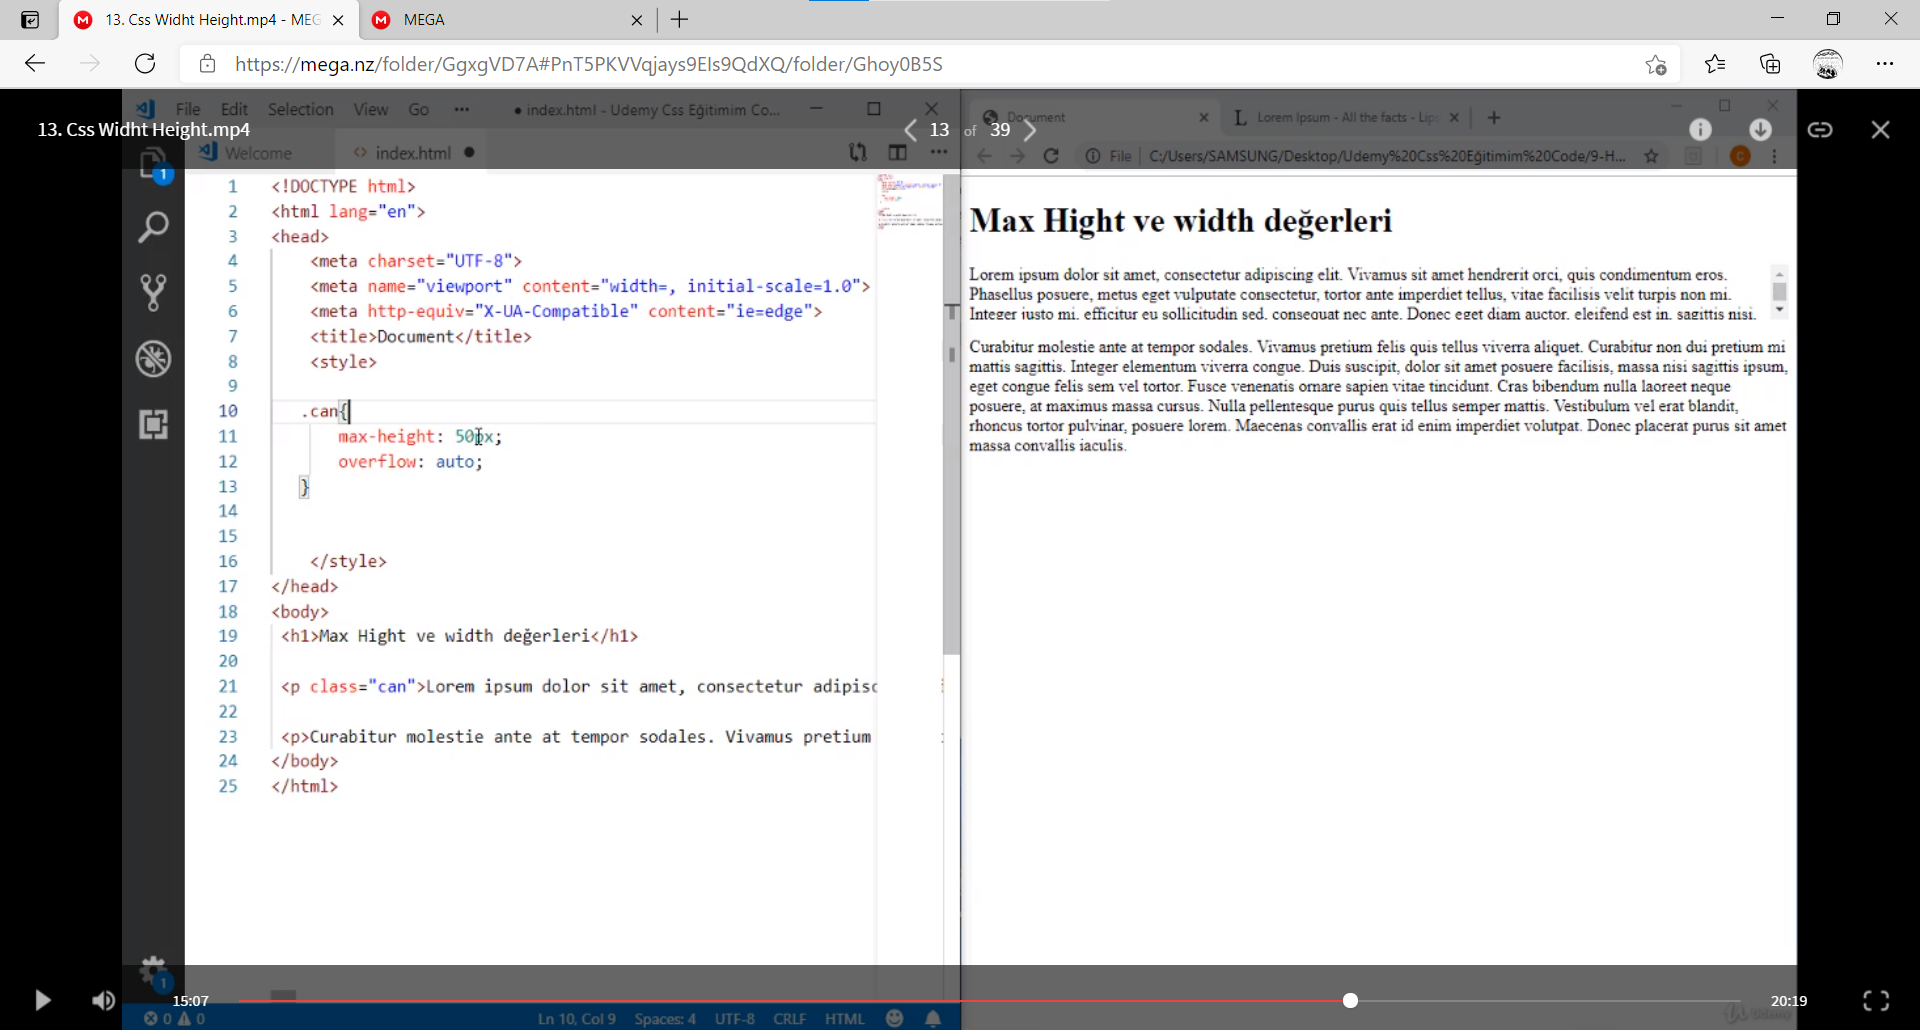 13. Css Widht Height.mp4 - MEG
MEGA
https://mega.nz/folder/GgxgVD7A#PnT5PKVVqjays9EIs9QdXQ/folder/Ghoy0B5S
File Edit Selection View Go ••• ● index.html - Udemy Css Eğitimim Co...
13. Css Widht Height.mp4
13 of 39
Document
Lorem Ipsum - All the facts - Lip
Welcome
index.html ●
File C:/Users/SAMSUNG/Desktop/Udemy%20Css%20Eğitimim%20Code/9-H...
C
1
1 <!DOCTYPE html>
2 <html lang="en">
3 <head>
4 <meta charset="UTF-8">
5 <meta name="viewport" content="width=, initial-scale=1.0">
6 <meta http-equiv="X-UA-Compatible" content="ie=edge">
7 <title>Document</title>
8 <style>
9
10 .can{
11 max-height: 50px;
12 overflow: auto;
13 }
14
15
16 </style>
17 </head>
18 <body>
19 <h1>Max Hight ve width değerleri</h1>
20
21 <p class="can">Lorem ipsum dolor sit amet, consectetur adipisc
22
23 <p>Curabitur molestie ante at tempor sodales. Vivamus pretium
24 </body>
25 </html>
Max Hight ve width değerleri
Lorem ipsum dolor sit amet, consectetur adipiscing elit. Vivamus sit amet hendrerit orci, quis condimentum eros.
Phasellus posuere, metus eget vulputate consectetur, tortor ante imperdiet tellus, vitae facilisis velit turpis non mi.
Integer justo mi, efficitur eu sollicitudin sed, consequat nec ante. Donec eget diam auctor, eleifend est in, sagittis nisi.
Curabitur molestie ante at tempor sodales. Vivamus pretium felis quis tellus viverra aliquet. Curabitur non dui pretium mi
mattis sagittis. Integer elementum viverra congue. Duis suscipit, dolor sit amet posuere facilisis, massa nisi sagittis ipsum,
eget congue felis sem vel tortor. Fusce venenatis ornare sapien vitae tincidunt. Cras bibendum nulla laoreet neque
posuere, at maximus massa cursus. Nulla pellentesque purus quis tellus semper mattis. Vestibulum vel erat blandit,
rhoncus tortor pulvinar, posuere lorem. Maecenas convallis erat id enim imperdiet volutpat. Donec placerat purus sit amet
massa convallis iaculis.
1
15:07
20:19
0 0 Ln 10, Col 9 Spaces: 4 UTF-8 CRLF HTML
Udemy